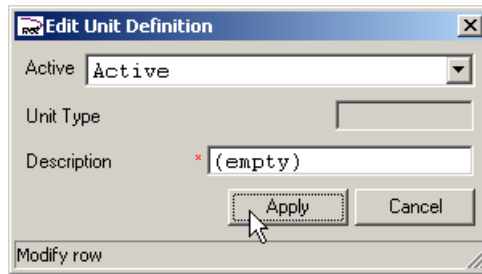 Edit Unit Definition
Active Active
Unit Type
Description * (empty)
Apply Cancel
Modify row